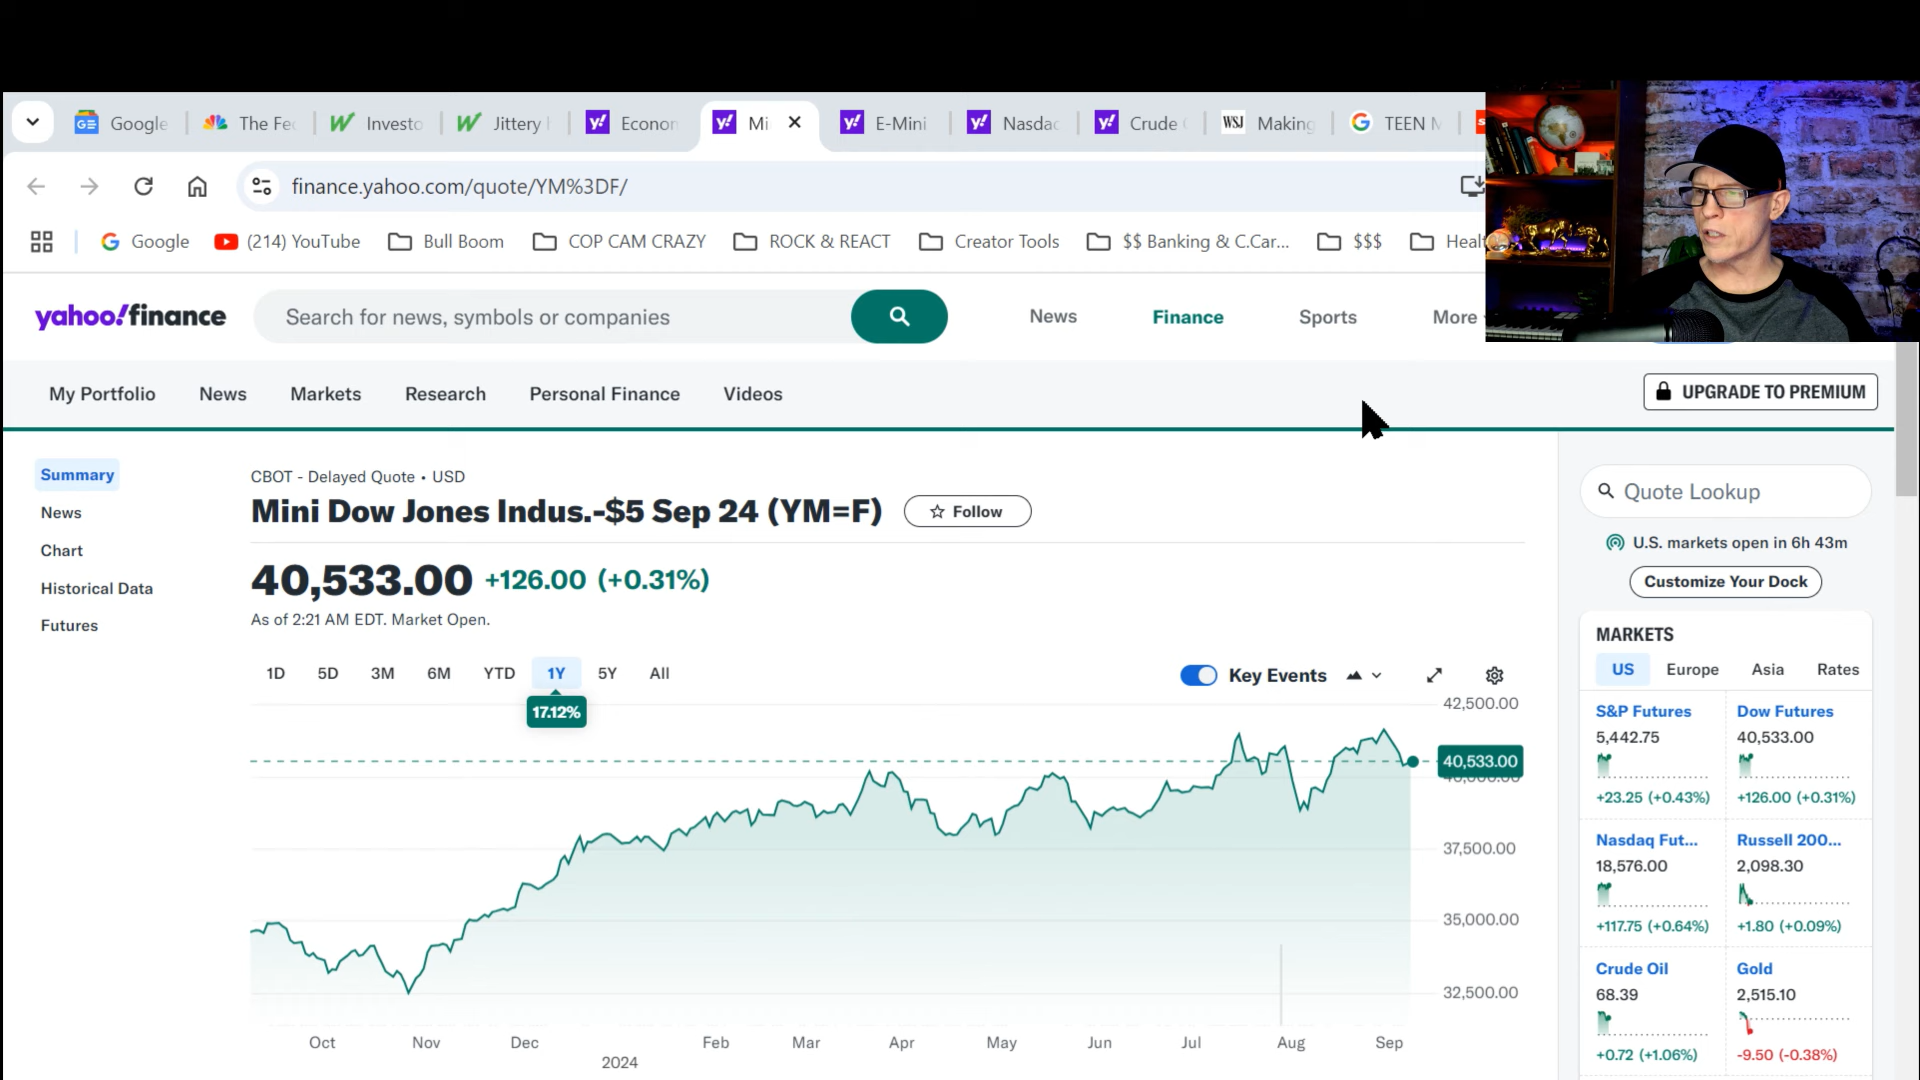 Google
The Fed
Investo
Jittery
Econom
Mi
E-Mini
Nasdaq
Crude
WSJ Making
TEEN M
finance.yahoo.com/quote/YM%3DF/
Google
(214) YouTube
Bull Boom
COP CAM CRAZY
ROCK & REACT
Creator Tools
$$ Banking & C.Car...
$$$
Healt
yahoo!finance
Search for news, symbols or companies
News
Finance
Sports
More
My Portfolio
News
Markets
Research
Personal Finance
Videos
UPGRADE TO PREMIUM
Summary
News
Chart
Historical Data
Futures
CBOT - Delayed Quote • USD
Mini Dow Jones Indus.-$5 Sep 24 (YM=F)
Follow
40,533.00 +126.00 (+0.31%)
As of 2:21 AM EDT. Market Open.
1D 5D 3M 6M YTD 1Y 5Y All
17.12%
Key Events
42,500.00
40,533.00
37,500.00
35,000.00
32,500.00
Oct Nov Dec Feb Mar Apr May Jun Jul Aug Sep
2024
Quote Lookup
U.S. markets open in 6h 43m
Customize Your Dock
MARKETS
US Europe Asia Rates
S&P Futures
5,442.75
+23.25 (+0.43%)
Dow Futures
40,533.00
+126.00 (+0.31%)
Nasdaq Fut...
18,576.00
+117.75 (+0.64%)
Russell 200...
2,098.30
+1.80 (+0.09%)
Crude Oil
68.39
+0.72 (+1.06%)
Gold
2,515.10
-9.50 (-0.38%)